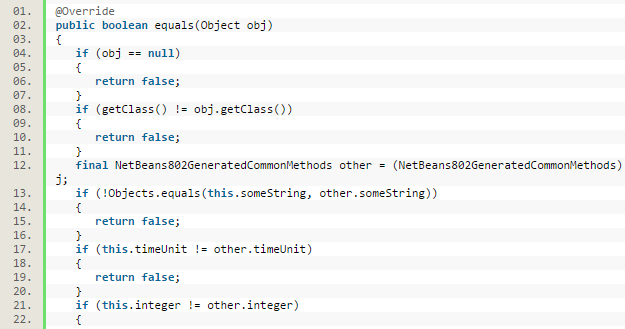 01. @Override
02. public boolean equals(Object obj)
03. {
04. if (obj == null)
05. {
06. return false;
07. }
08. if (getClass() != obj.getClass())
09. {
10. return false;
11. }
12. final NetBeans802GeneratedCommonMethods other = (NetBeans802GeneratedCommonMethods)
j;
13. if (!Objects.equals(this.someString, other.someString))
14. {
15. return false;
16. }
17. if (this.timeUnit != other.timeUnit)
18. {
19. return false;
20. }
21. if (this.integer != other.integer)
22. {